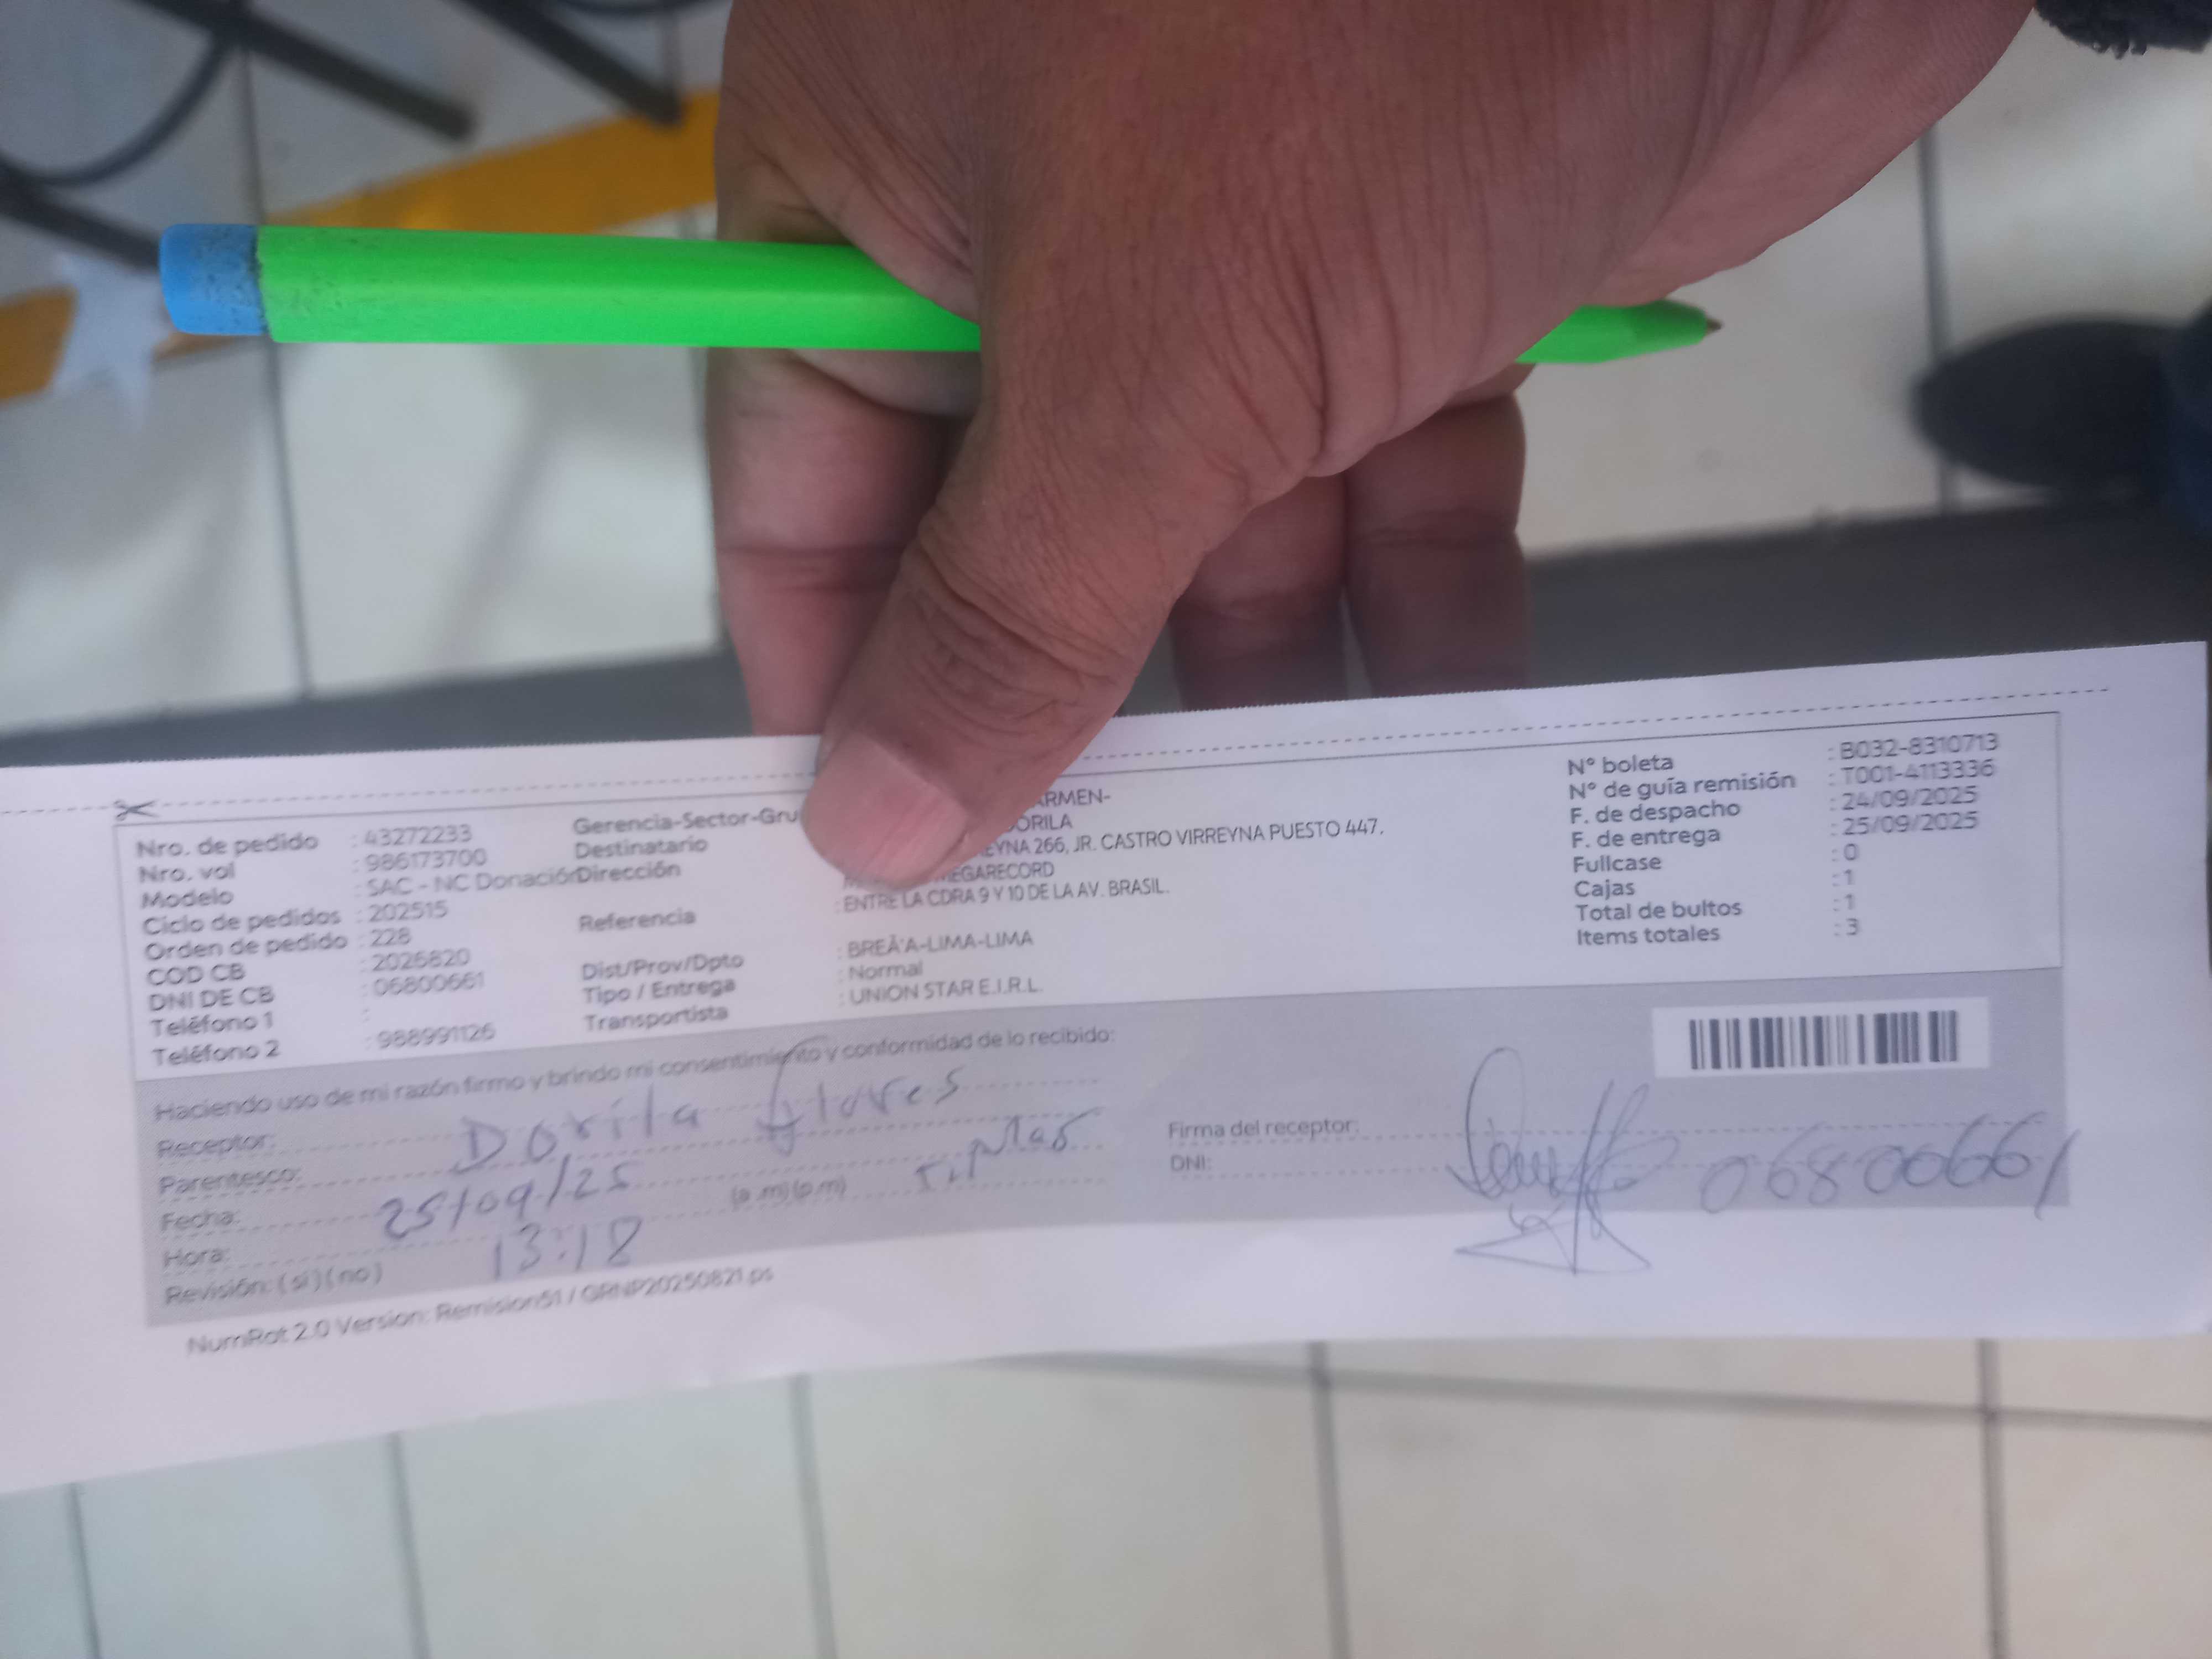 Nro. de pedido : 43272233
Nro. vol : 986173700
Modelo : SAC - NC Donación
Ciclo de pedidos : 202515
Orden de pedido : 228
COD CB : 2026820
DNI DE CB : 06800661
Teléfono 1 :
Teléfono 2 : 988991126
Gerencia-Sector-Gru ARMEN-
Destinatario DORILA
Dirección EYNA 266, JR. CASTRO VIRREYNA PUESTO 447.
EGARECORD
Referencia : ENTRE LA CDRA 9 Y 10 DE LA AV. BRASIL.
Dist/Prov/Dpto : BREÃ'A-LIMA-LIMA
Tipo / Entrega : Normal
Transportista : UNION STAR E.I.R.L.
N° boleta : B032-8310713
N° de guía remisión : T001-4113336
F. de despacho : 24/09/2025
F. de entrega : 25/09/2025
Fullcase : 0
Cajas : 1
Total de bultos : 1
Items totales : 3
Haciendo uso de mi razón firmo y brindo mi consentimiento y conformidad de lo recibido:
Receptor: Dorila
Parentesco:
Fecha: 25/09/25
Hora: 13:18 (a .m) (p.m)
Revisión: ( si ) ( no )
Firma del receptor:
DNI: 06800661
NumRot 2.0 Version: Remision51 / GRNP20250821.ps